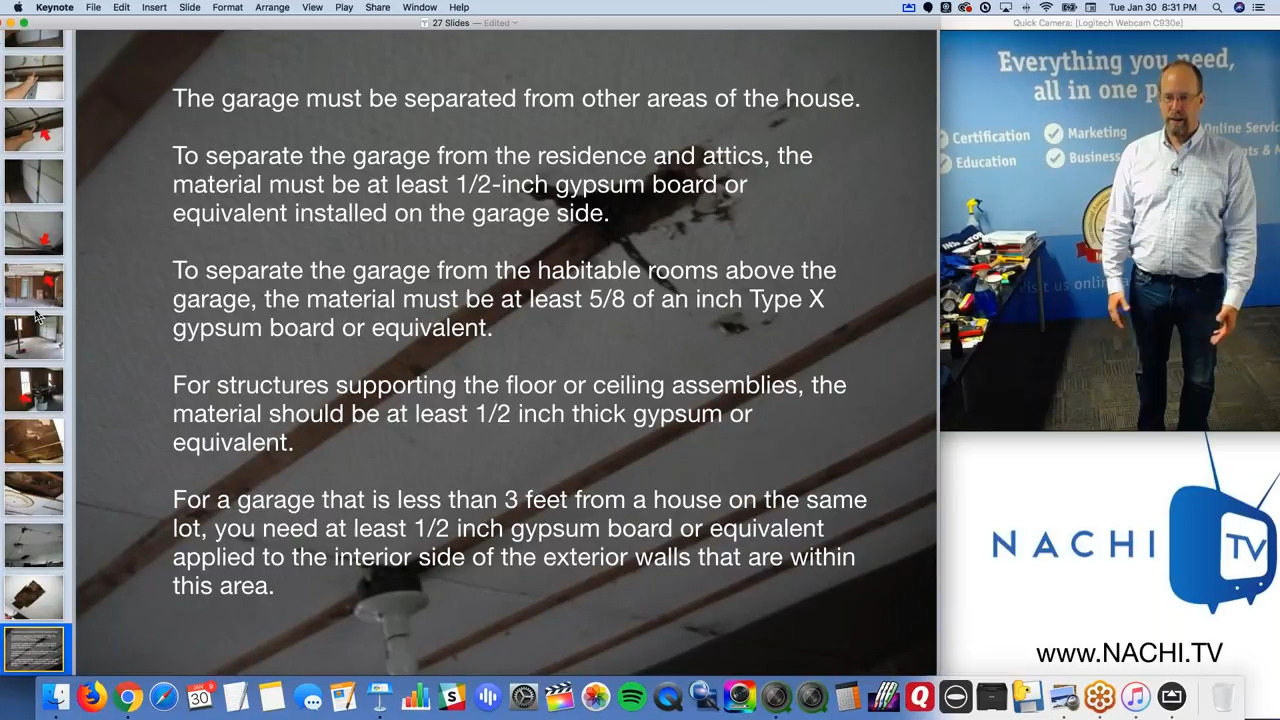 Keynote File Edit Insert Slide Format Arrange View Play Share Window Help Tue Jan 30 8:31 PM
27 Slides — Edited
Quick Camera: [Logitech Webcam C930e]
The garage must be separated from other areas of the house.
To separate the garage from the residence and attics, the
material must be at least 1/2-inch gypsum board or
equivalent installed on the garage side.
To separate the garage from the habitable rooms above the
garage, the material must be at least 5/8 of an inch Type X
gypsum board or equivalent.
For structures supporting the floor or ceiling assemblies, the
material should be at least 1/2 inch thick gypsum or
equivalent.
For a garage that is less than 3 feet from a house on the same
lot, you need at least 1/2 inch gypsum board or equivalent
applied to the interior side of the exterior walls that are within
this area.
Everything you need,
all in one p
Certification Marketing Online Servic
Education Business
isit us onli
NACHI TV
www.NACHI.TV